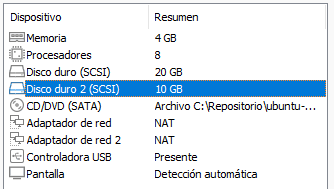 Dispositivo Resumen
Memoria 4 GB
Procesadores 8
Disco duro (SCSI) 20 GB
Disco duro 2 (SCSI) 10 GB
CD/DVD (SATA) Archivo C:\Repositorio\ubuntu-...
Adaptador de red NAT
Adaptador de red 2 NAT
Controladora USB Presente
Pantalla Detección automática